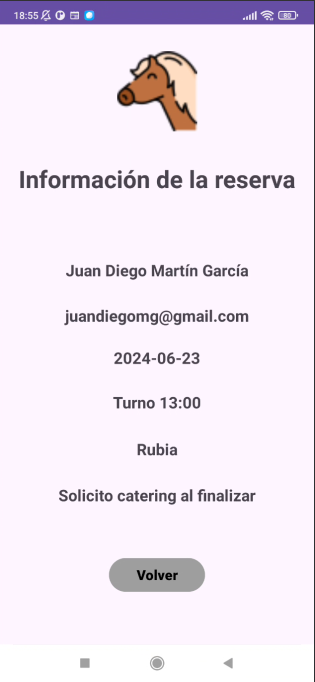 18:55
80
Información de la reserva
Juan Diego Martín García
juandiegomg@gmail.com
2024-06-23
Turno 13:00
Rubia
Solicito catering al finalizar
Volver